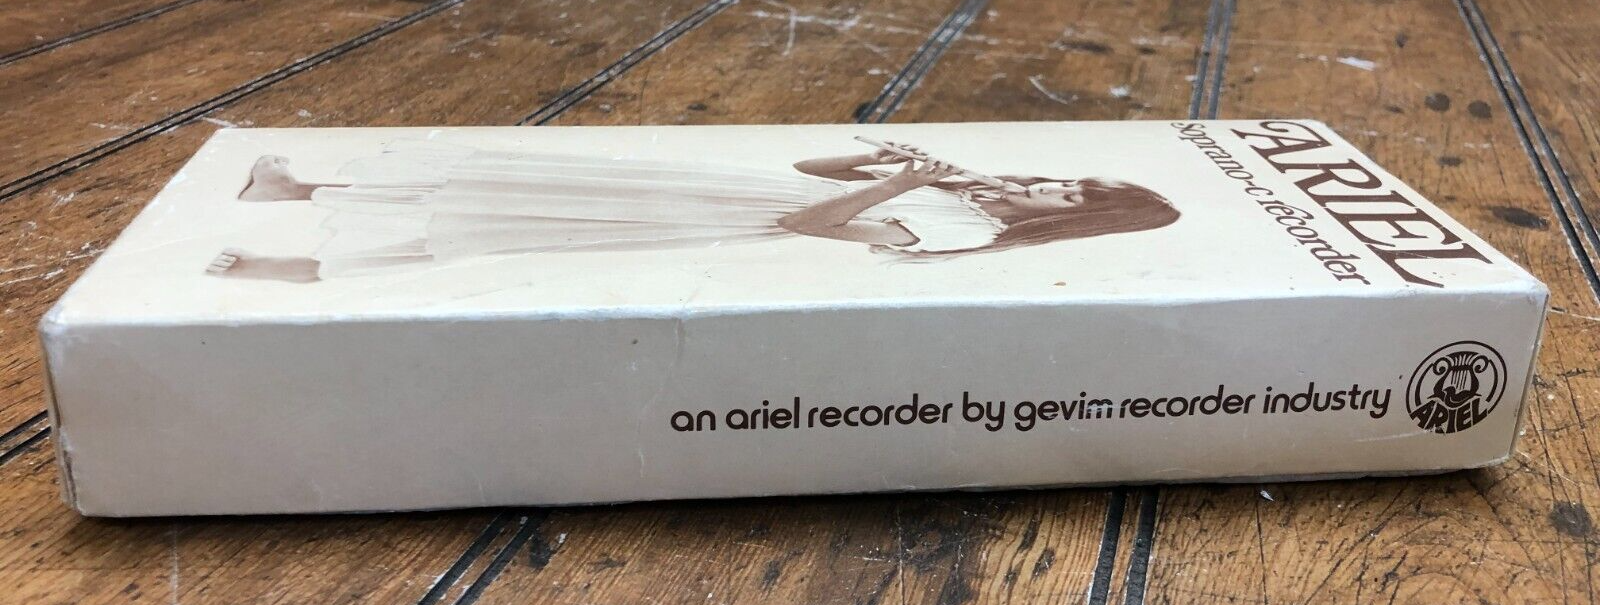 ARIEL
soprano-c recorder
an ariel recorder by gevim recorder industry
ARIEL